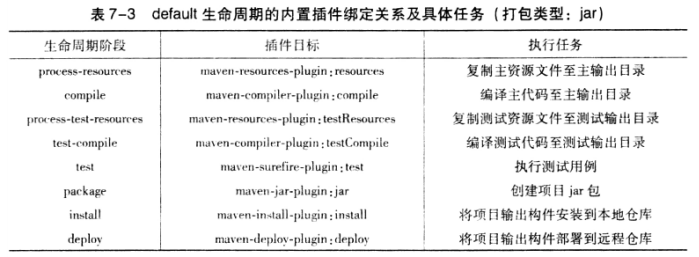 表 7-3 default 生命周期的内置插件绑定关系及具体任务（打包类型：jar）
生命周期阶段 插件目标 执行任务
process-resources maven-resources-plugin:resources 复制主资源文件至主输出目录
compile maven-compiler-plugin:compile 编译主代码至主输出目录
process-test-resources maven-resources-plugin:testResources 复制测试资源文件至测试输出目录
test-compile maven-compiler-plugin:testCompile 编译测试代码至测试输出目录
test maven-surefire-plugin:test 执行测试用例
package maven-jar-plugin:jar 创建项目 jar 包
install maven-install-plugin:install 将项目输出构件安装到本地仓库
deploy maven-deploy-plugin:deploy 将项目输出构件部署到远程仓库